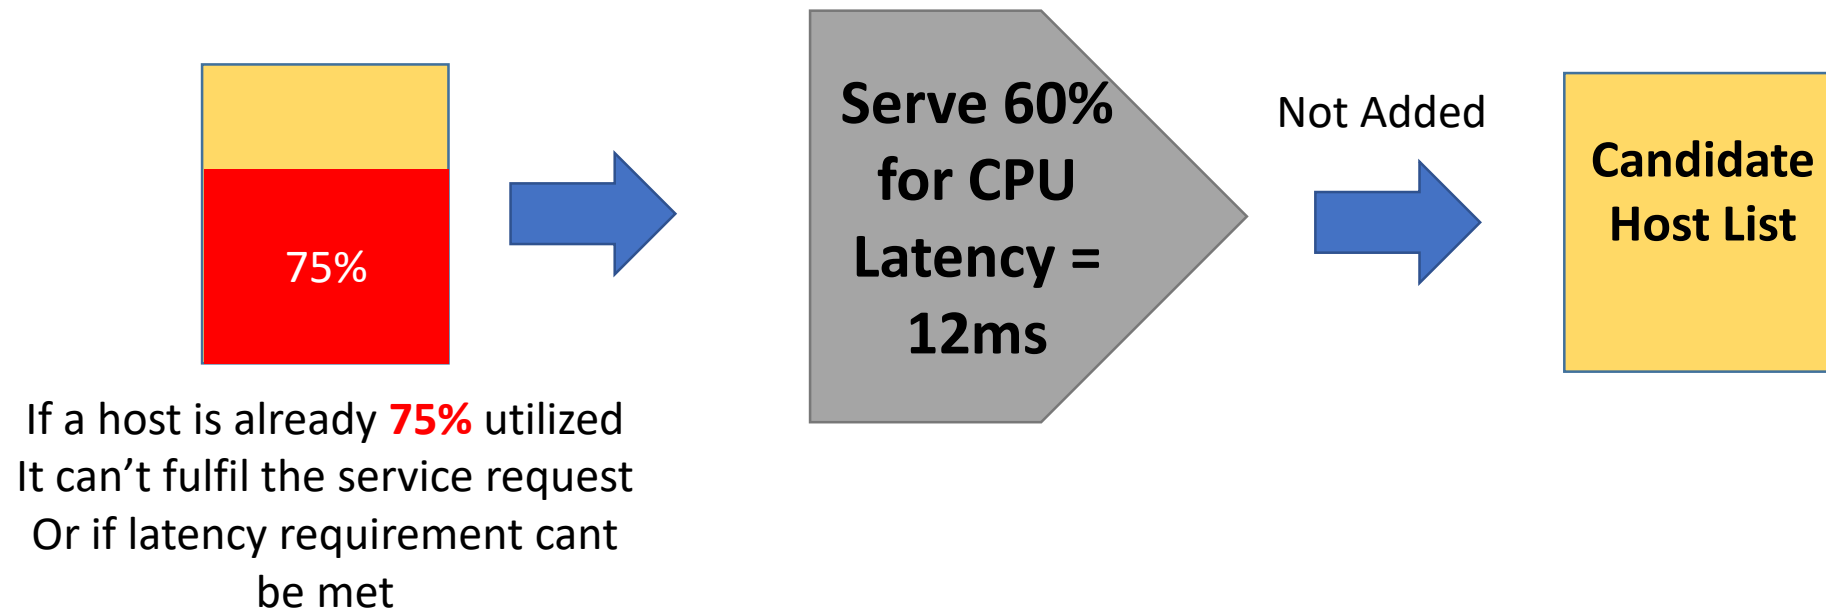 75%
If a host is already 75% utilized
It can’t fulfil the service request
Or if latency requirement cant
be met
Serve 60%
for CPU
Latency =
12ms
Not Added
Candidate
Host List